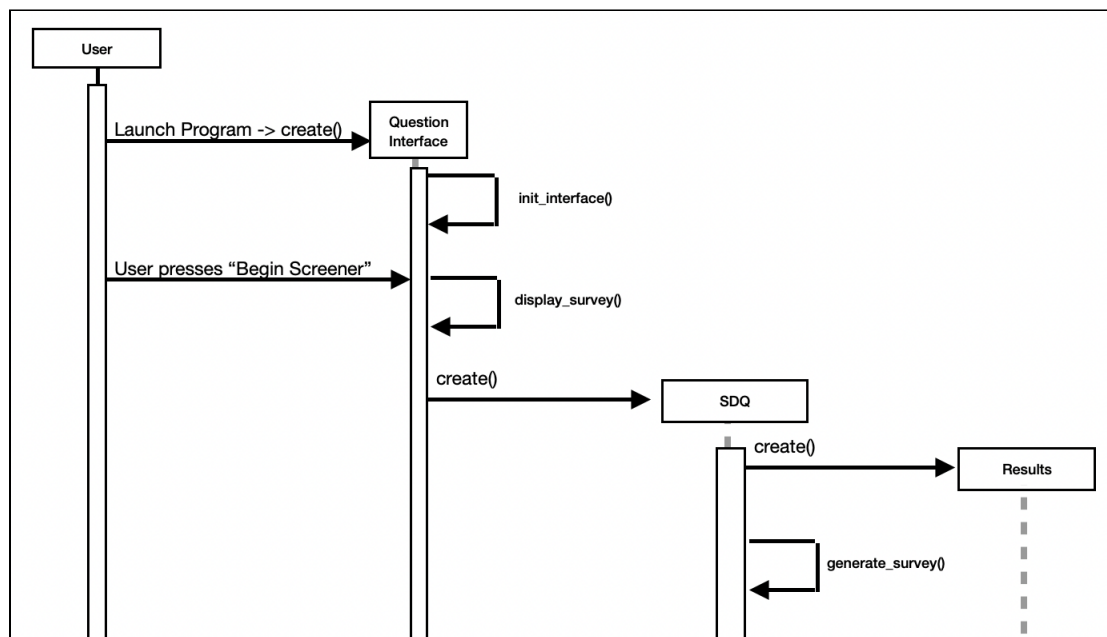 User
Launch Program -> create()
Question
Interface
init_interface()
User presses “Begin Screener”
display_survey()
create()
SDQ
create()
Results
generate_survey()